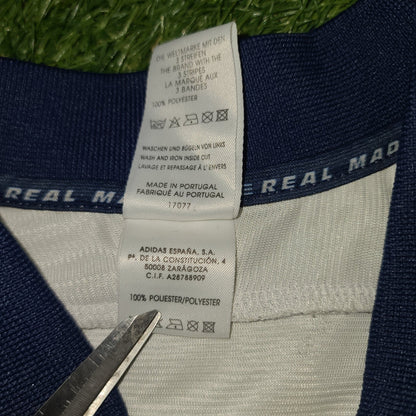 DIE WELTMARKE MIT DEN
3 STREIFEN
THE BRAND WITH THE
3 STRIPES
LA MARQUE AUX
3 BANDES
100% POLYESTER
WASCHEN UND BÜGELN VON LINKS
WASH AND IRON INSIDE OUT
LAVAGE ET REPASSAGE À L'ENVERS
MADE IN PORTUGAL
FABRIQUÉ AU PORTUGAL
17077
REAL MA
REAL MAD
ADIDAS ESPAÑA, S.A.
Pª. DE LA CONSTITUCIÓN, 4
50008 ZARAGOZA
C.I.F. A28788909
100% POLIESTER/POLYESTER